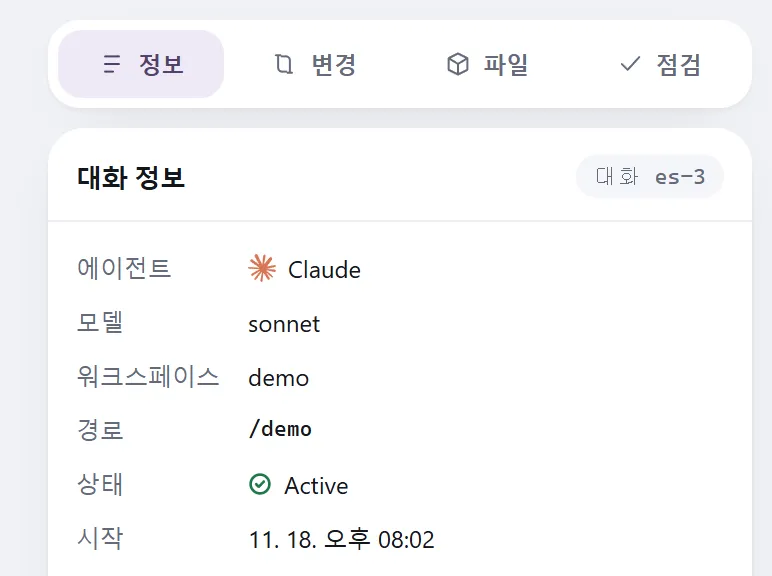 정보 변경 파일 점검
대화 정보 대화 es-3
에이전트 Claude
모델 sonnet
워크스페이스 demo
경로 /demo
상태 Active
시작 11. 18. 오후 08:02